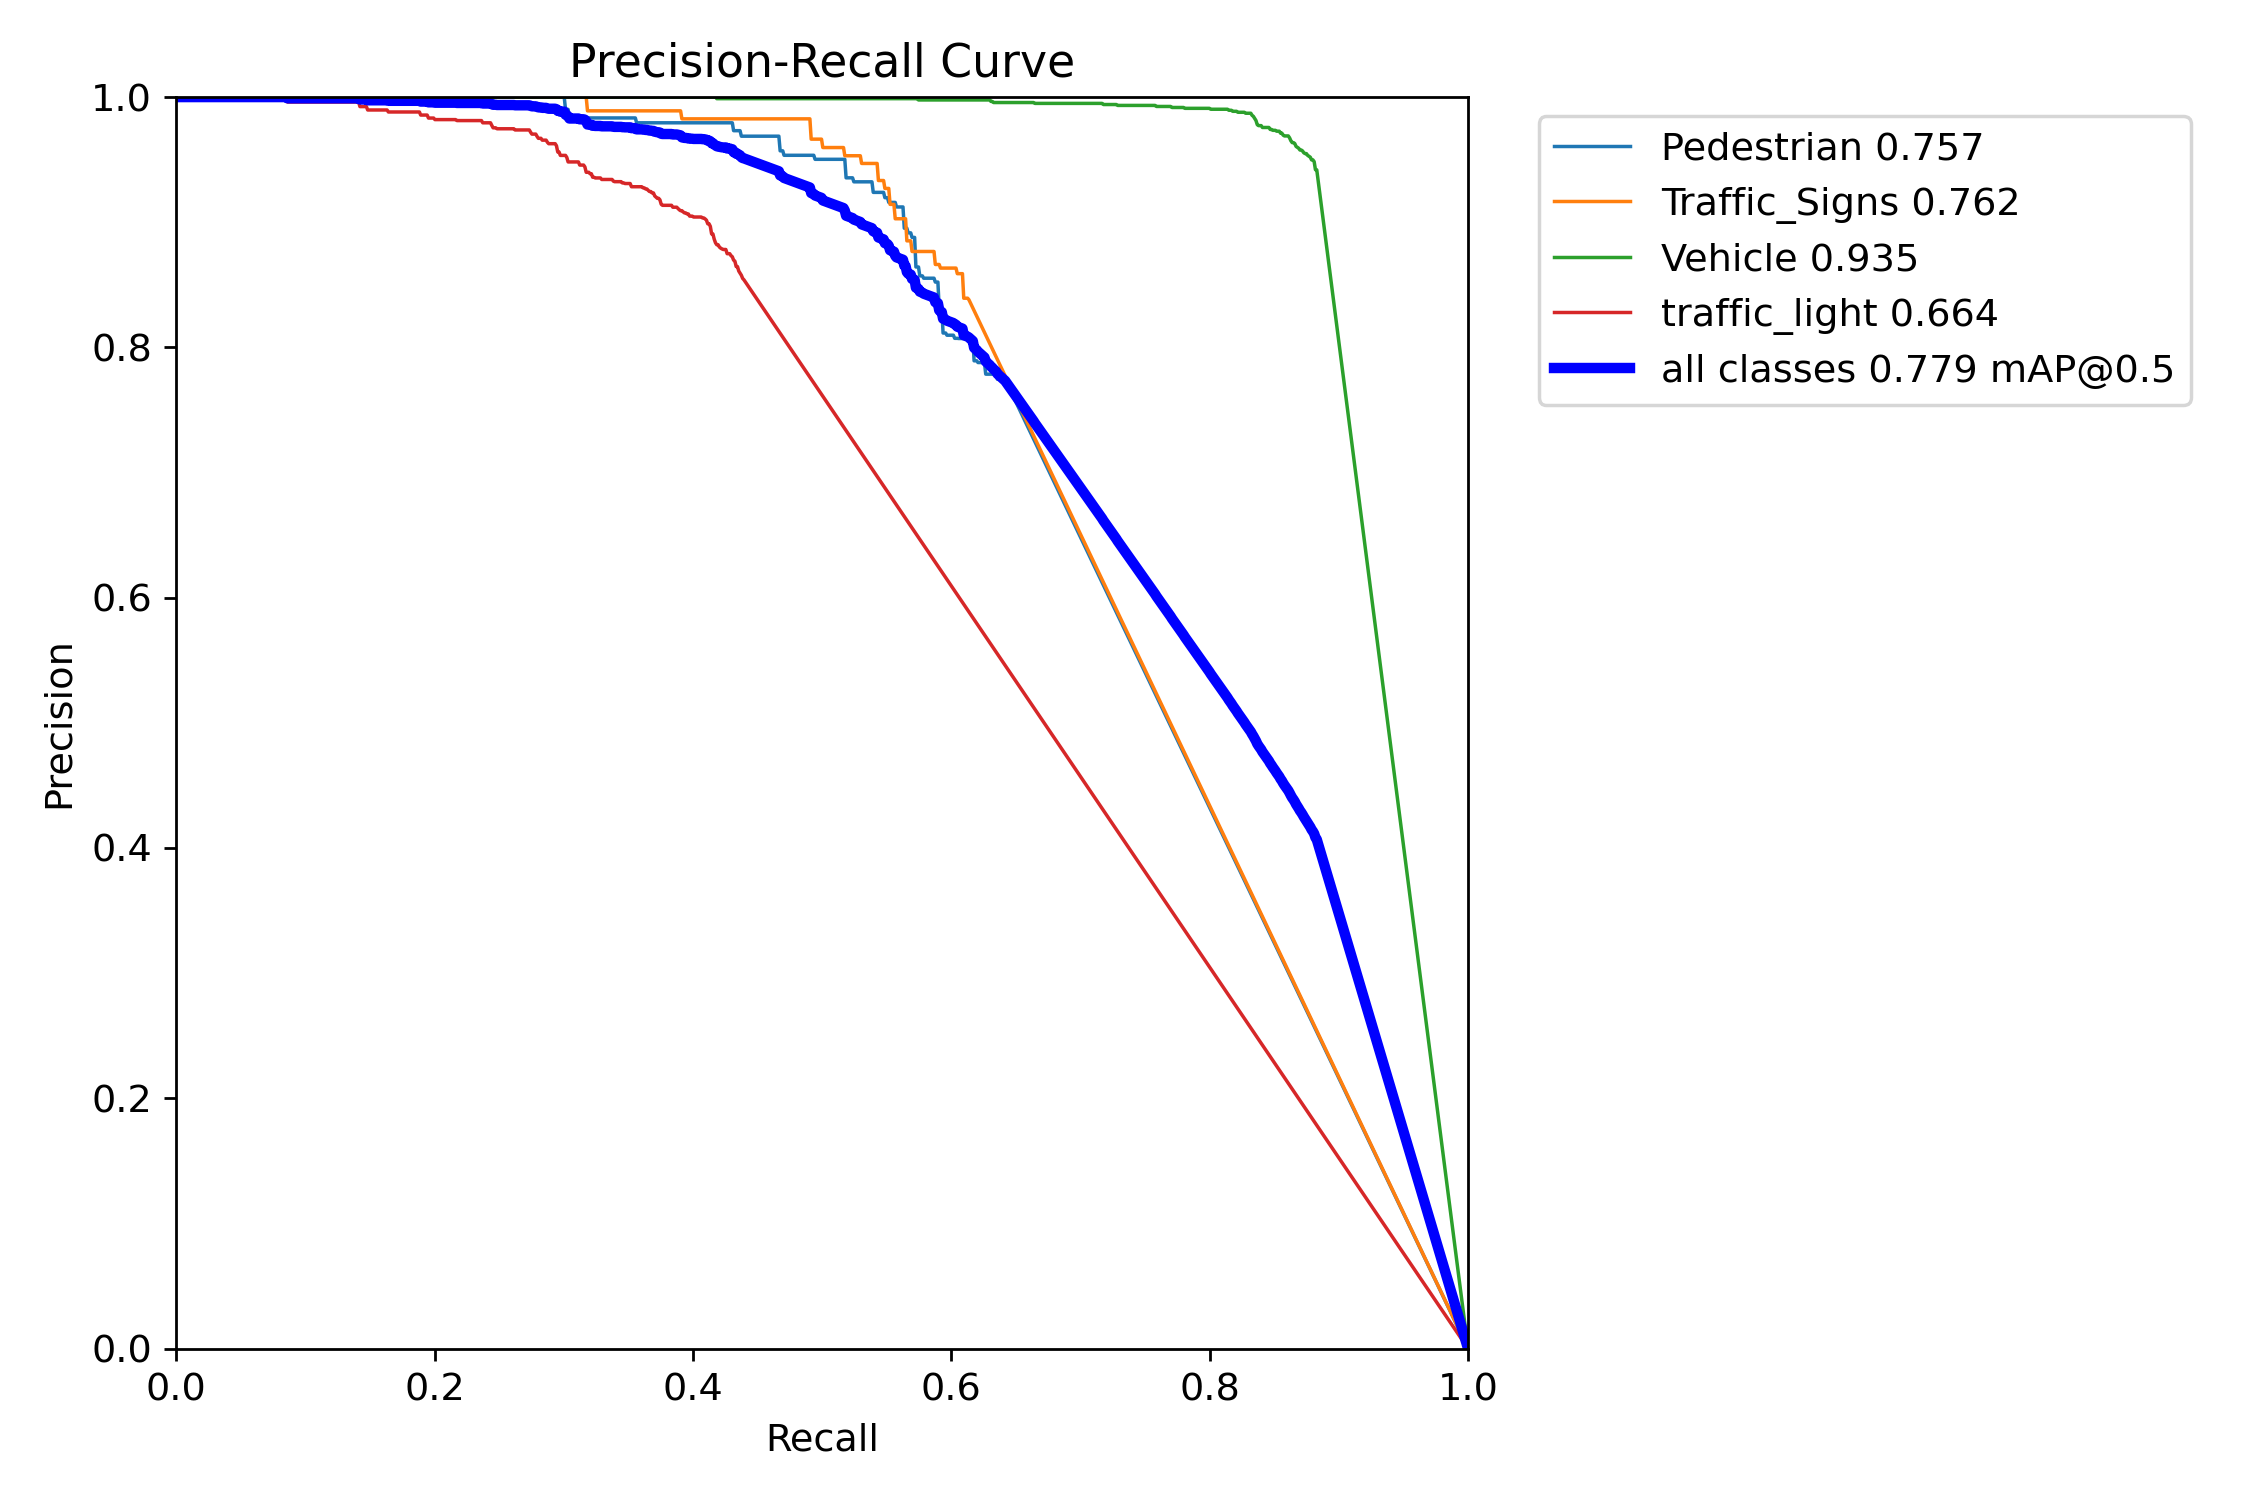 Precision-Recall Curve
1.0
0.8
0.6
0.4
0.2
0.0
Precision
0.0 0.2 0.4 0.6 0.8 1.0
Recall
Pedestrian 0.757
Traffic_Signs 0.762
Vehicle 0.935
traffic_light 0.664
all classes 0.779 mAP@0.5